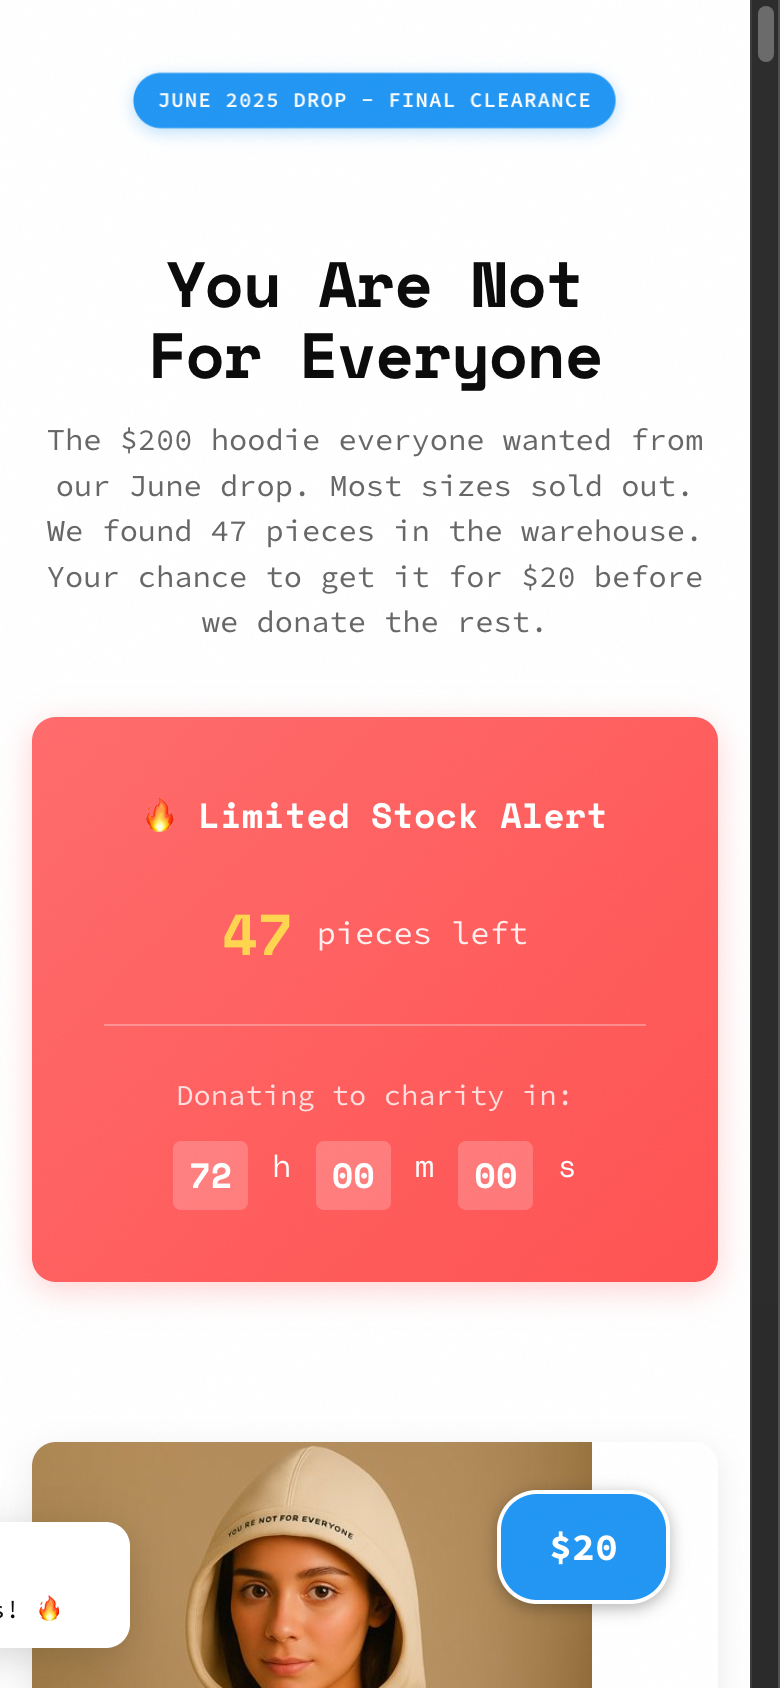 JUNE 2025 DROP – FINAL CLEARANCE
You Are Not
For Everyone
The $200 hoodie everyone wanted from
our June drop. Most sizes sold out.
We found 47 pieces in the warehouse.
Your chance to get it for $20 before
we donate the rest.
🔥 Limited Stock Alert
47 pieces left
Donating to charity in:
72 h 00 m 00 s
YOU'RE NOT FOR EVERYONE
$20
s! 🔥